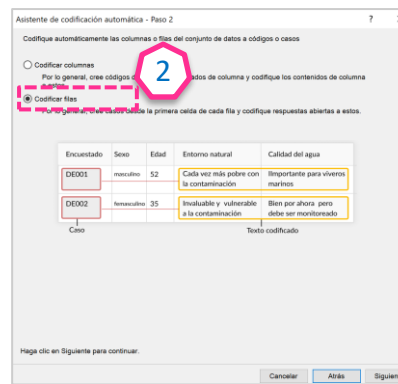 Asistente de codificación automática - Paso 2 ?
Codifique automáticamente las columnas o filas del conjunto de datos a códigos o casos
Codificar columnas
Por lo general, cree códigos de ados de columna y codifique los contenidos de columna
2
Codificar filas
Por lo general, cree casos desde la primera celda de cada fila y codifique respuestas abiertas a estos.
Encuestado Sexo Edad Entorno natural Calidad del agua
DE001 masculino 52 Cada vez más pobre con IImportante para viveros
la contaminación marinos
DE002 femasculino 35 Invaluable y vulnerable Bien por ahora pero
a la contaminación debe ser monitoreado
Caso Texto codificado
Haga clic en Siguiente para continuar.
Cancelar Atrás Siguien